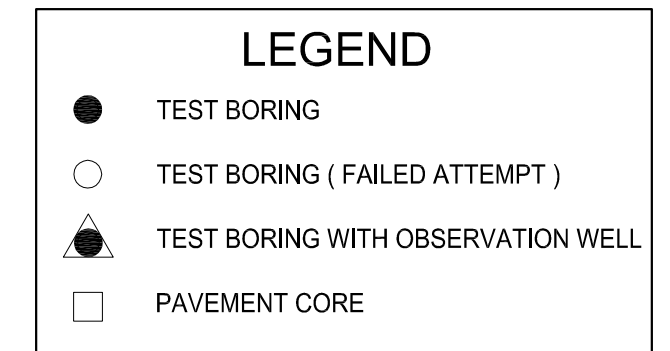 LEGEND
TEST BORING
TEST BORING ( FAILED ATTEMPT )
TEST BORING WITH OBSERVATION WELL
PAVEMENT CORE